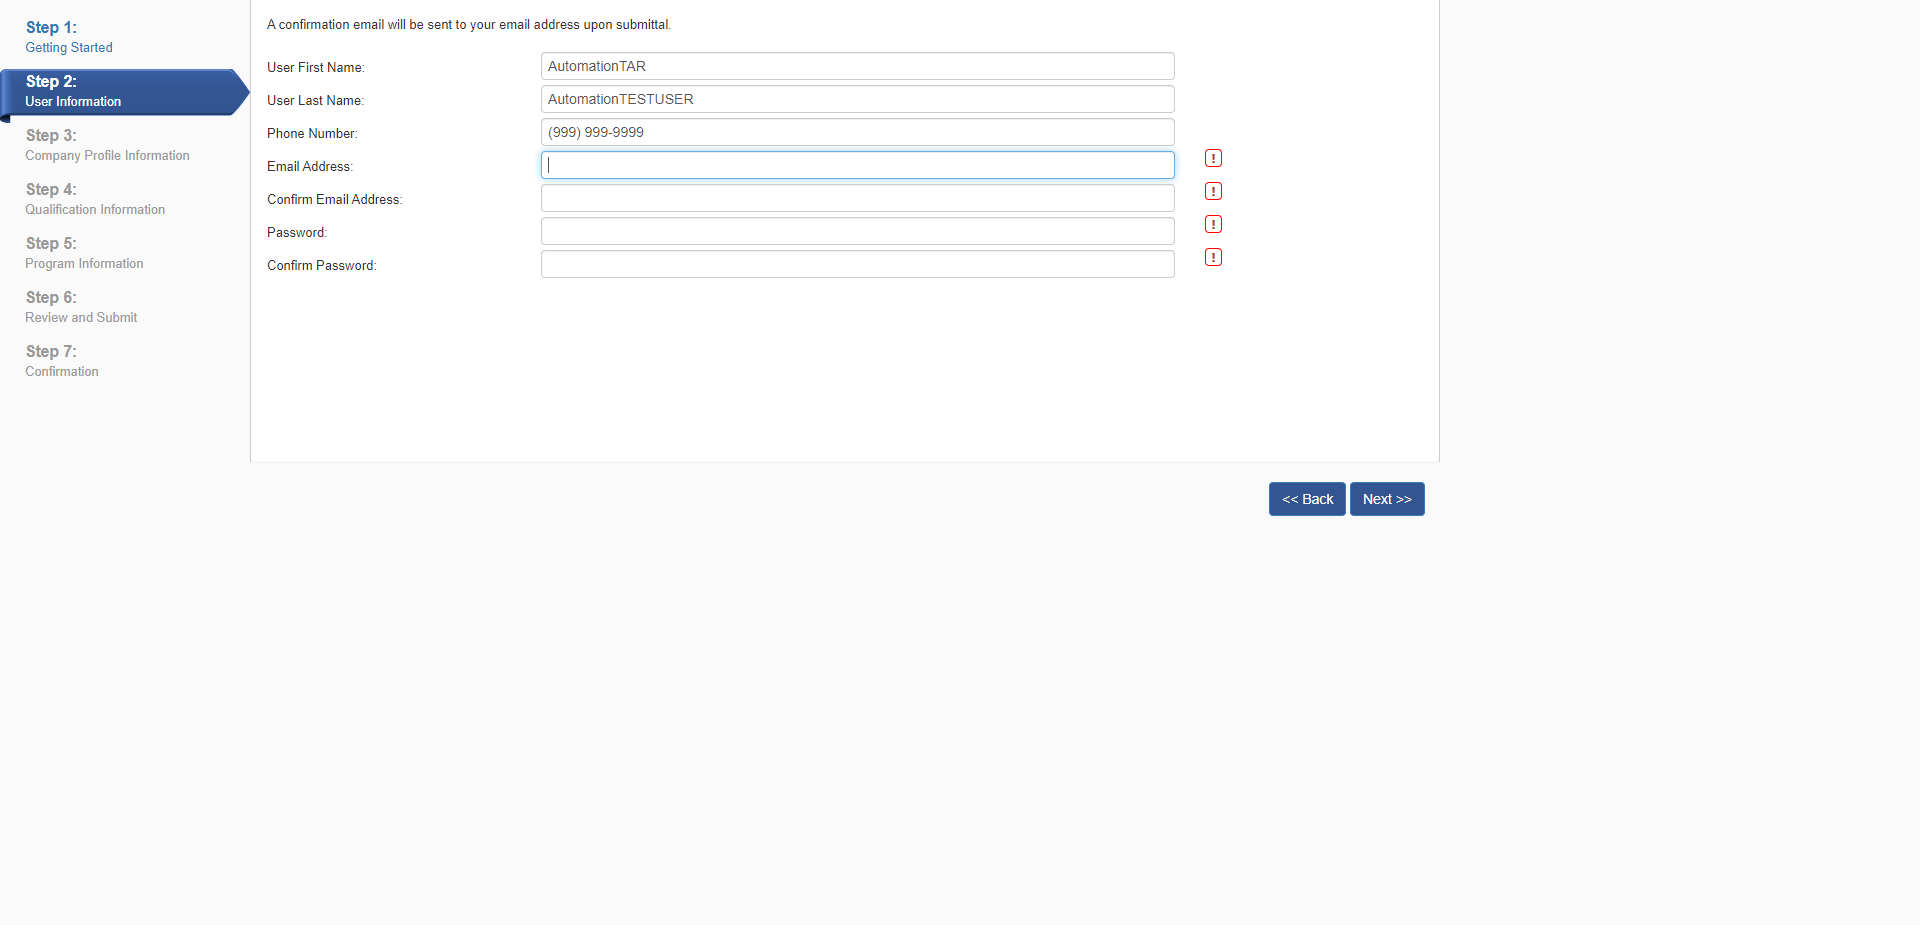 Step 1:
Getting Started
Step 2:
User Information
Step 3:
Company Profile Information
Step 4:
Qualification Information
Step 5:
Program Information
Step 6:
Review and Submit
Step 7:
Confirmation
A confirmation email will be sent to your email address upon submittal.
User First Name: AutomationTAR
User Last Name: AutomationTESTUSER
Phone Number: (999) 999-9999
Email Address: !
Confirm Email Address: !
Password: !
Confirm Password: !
<< Back Next >>